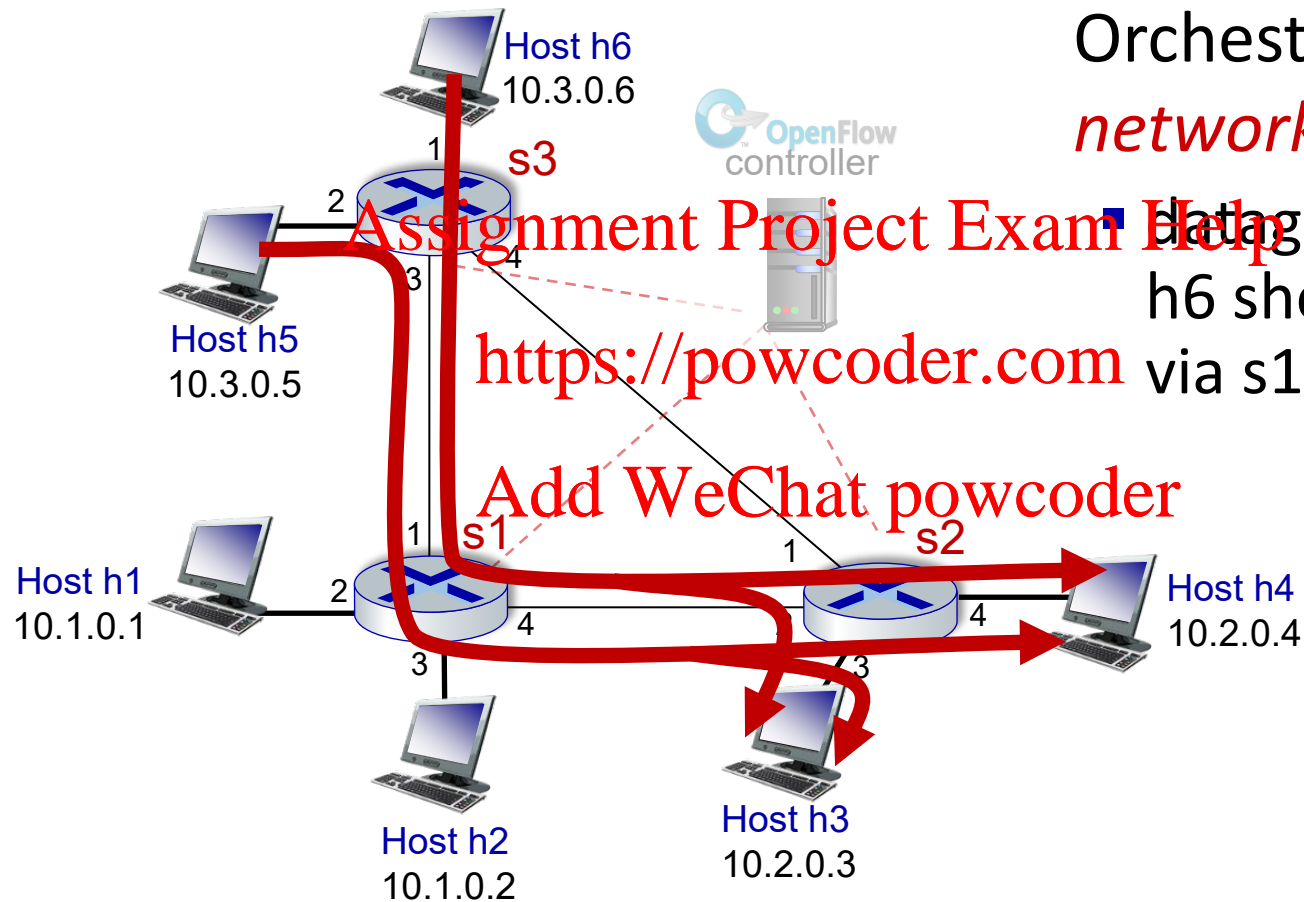 Host h6
10.3.0.6
Orchest
network
OpenFlow
™
controller
1
s3
2
Assignment Project Exam Help
datag
4
3
h6 sh
via s1
https://powcoder.com
Host h5
10.3.0.5
Add WeChat powcoder
1
s1
1
s2
Host h1
10.1.0.1
2
4
4
Host h4
10.2.0.4
3
3
Host h2
10.1.0.2
Host h3
10.2.0.3